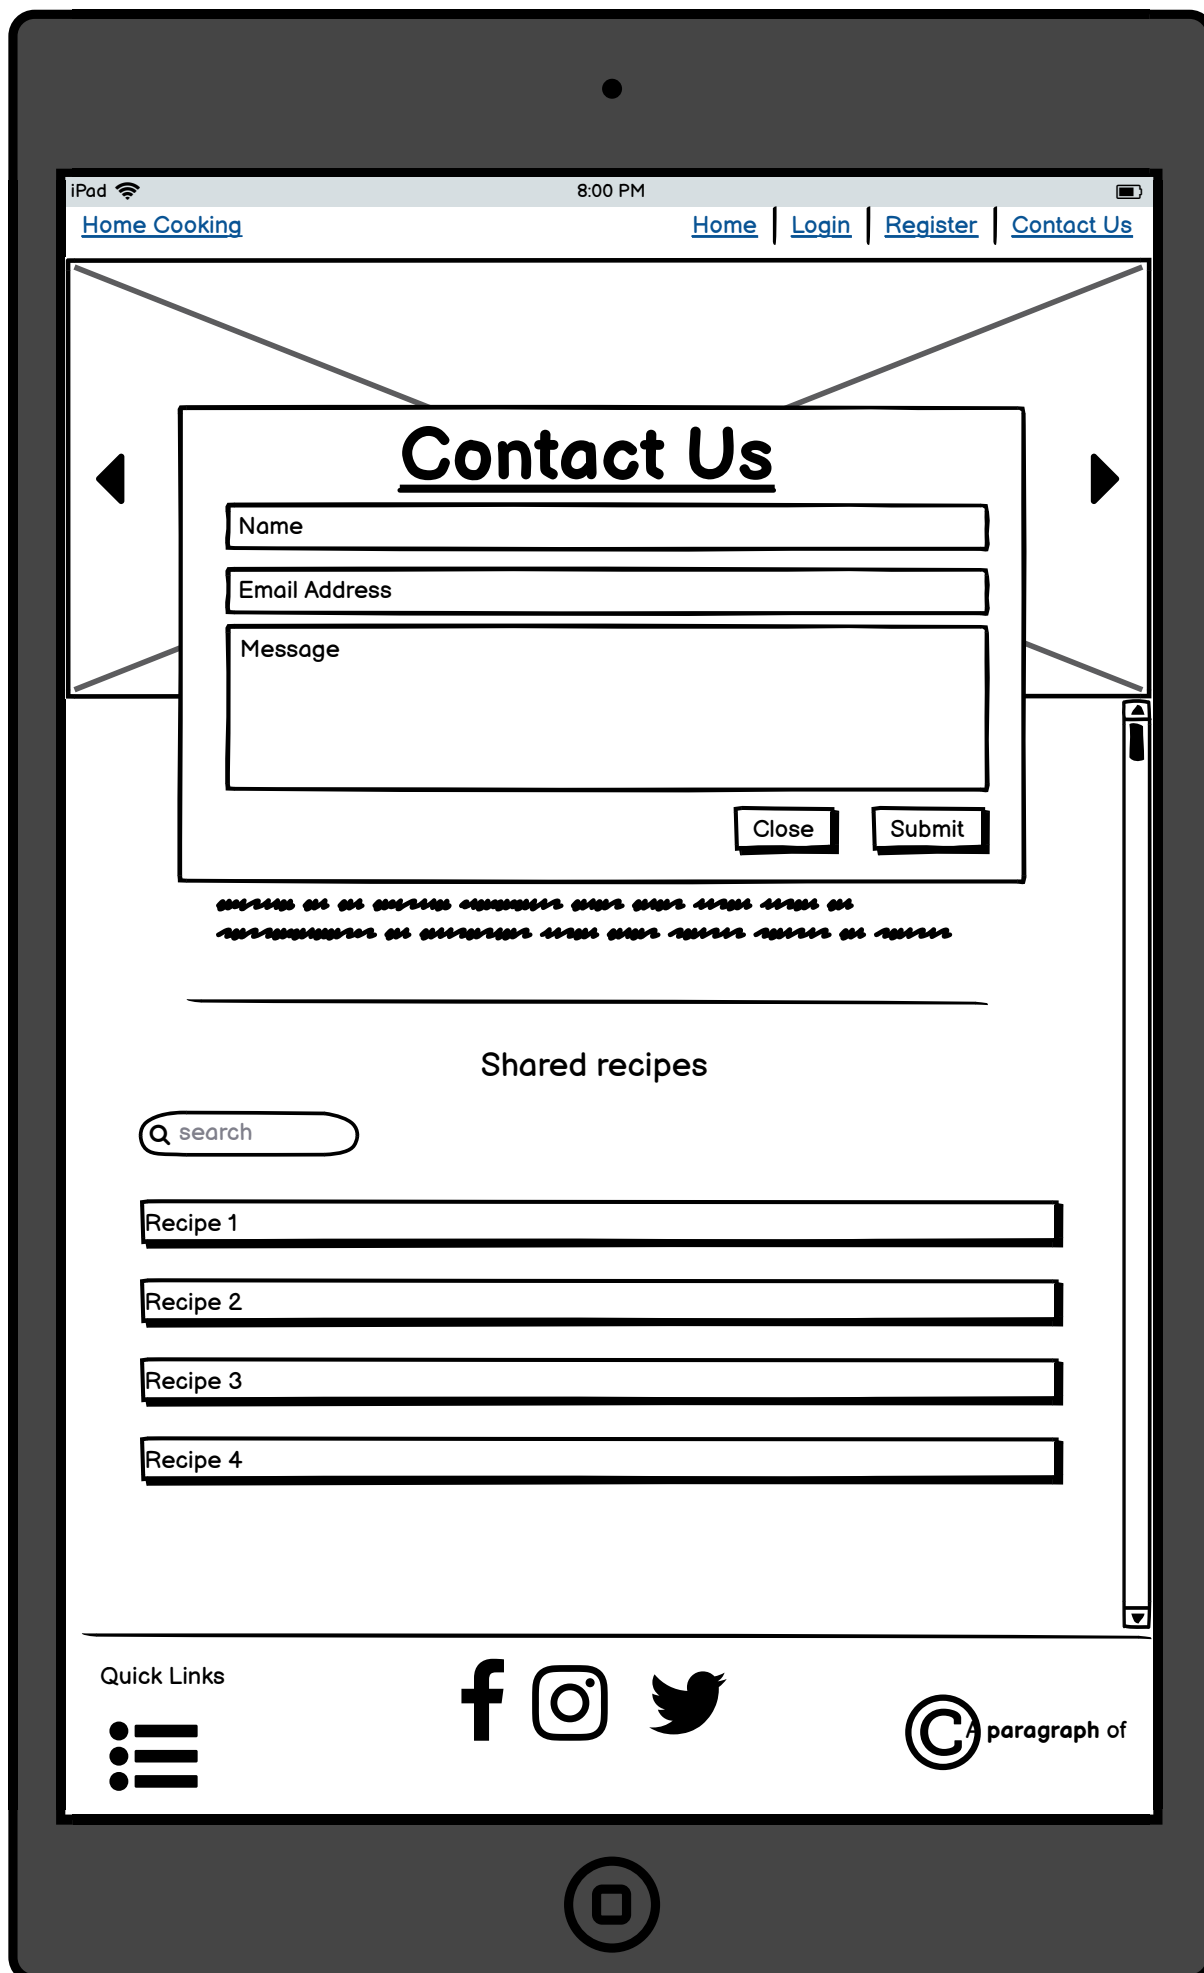 iPad 8:00 PM
Home Cooking Home Login Register Contact Us
Contact Us
Name
Email Address
Message
Close Submit
Shared recipes
search
Recipe 1
Recipe 2
Recipe 3
Recipe 4
Quick Links
© A paragraph of